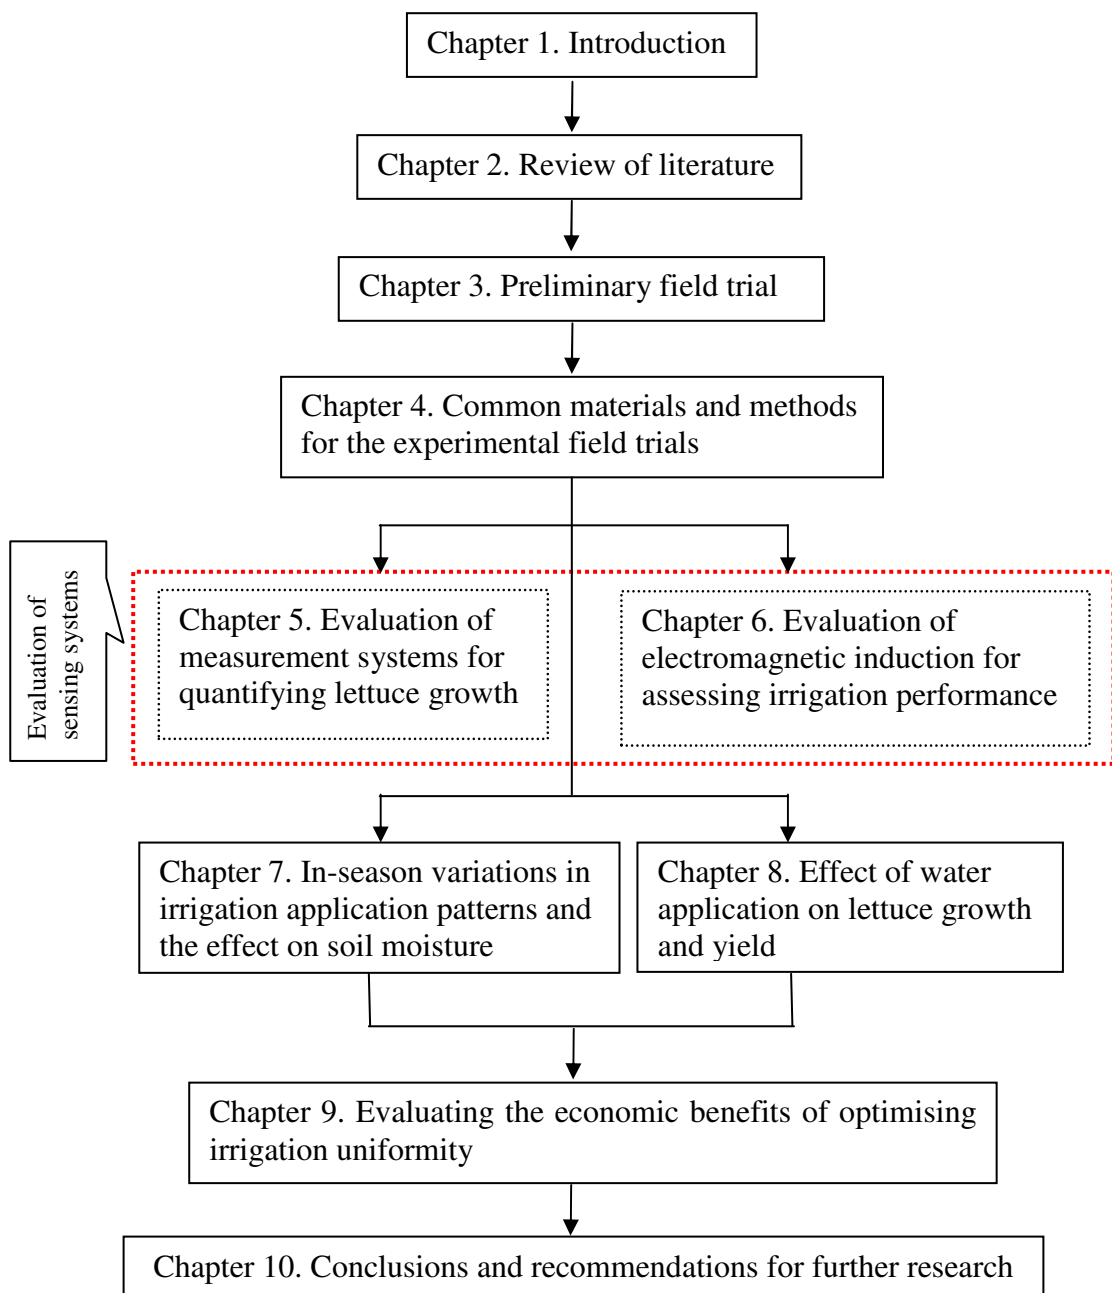 Chapter 1. Introduction
Chapter 2. Review of literature
Chapter 3. Preliminary field trial
Chapter 4. Common materials and methods
for the experimental field trials
Evaluation of
sensing systems
Chapter 5. Evaluation of
measurement systems for
quantifying lettuce growth
Chapter 6. Evaluation of
electromagnetic induction for
assessing irrigation performance
Chapter 7. In-season variations in
irrigation application patterns and
the effect on soil moisture
Chapter 8. Effect of water
application on lettuce growth
and yield
Chapter 9. Evaluating the economic benefits of optimising
irrigation uniformity
Chapter 10. Conclusions and recommendations for further research